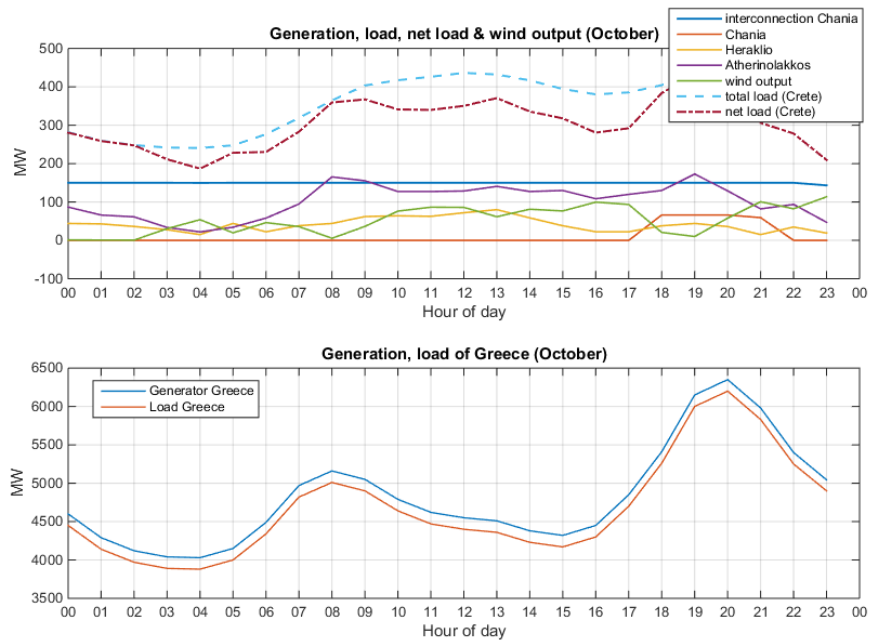 Generation, load, net load & wind output (October)
interconnection Chania
Chania
Heraklio
Atherinolakkos
wind output
total load (Crete)
net load (Crete)
MW
500
400
300
200
100
0
-100
00 01 02 03 04 05 06 07 08 09 10 11 12 13 14 15 16 17 18 19 20 21 22 23 00
Hour of day
Generation, load of Greece (October)
Generator Greece
Load Greece
MW
6500
6000
5500
5000
4500
4000
3500
00 01 02 03 04 05 06 07 08 09 10 11 12 13 14 15 16 17 18 19 20 21 22 23 00
Hour of day